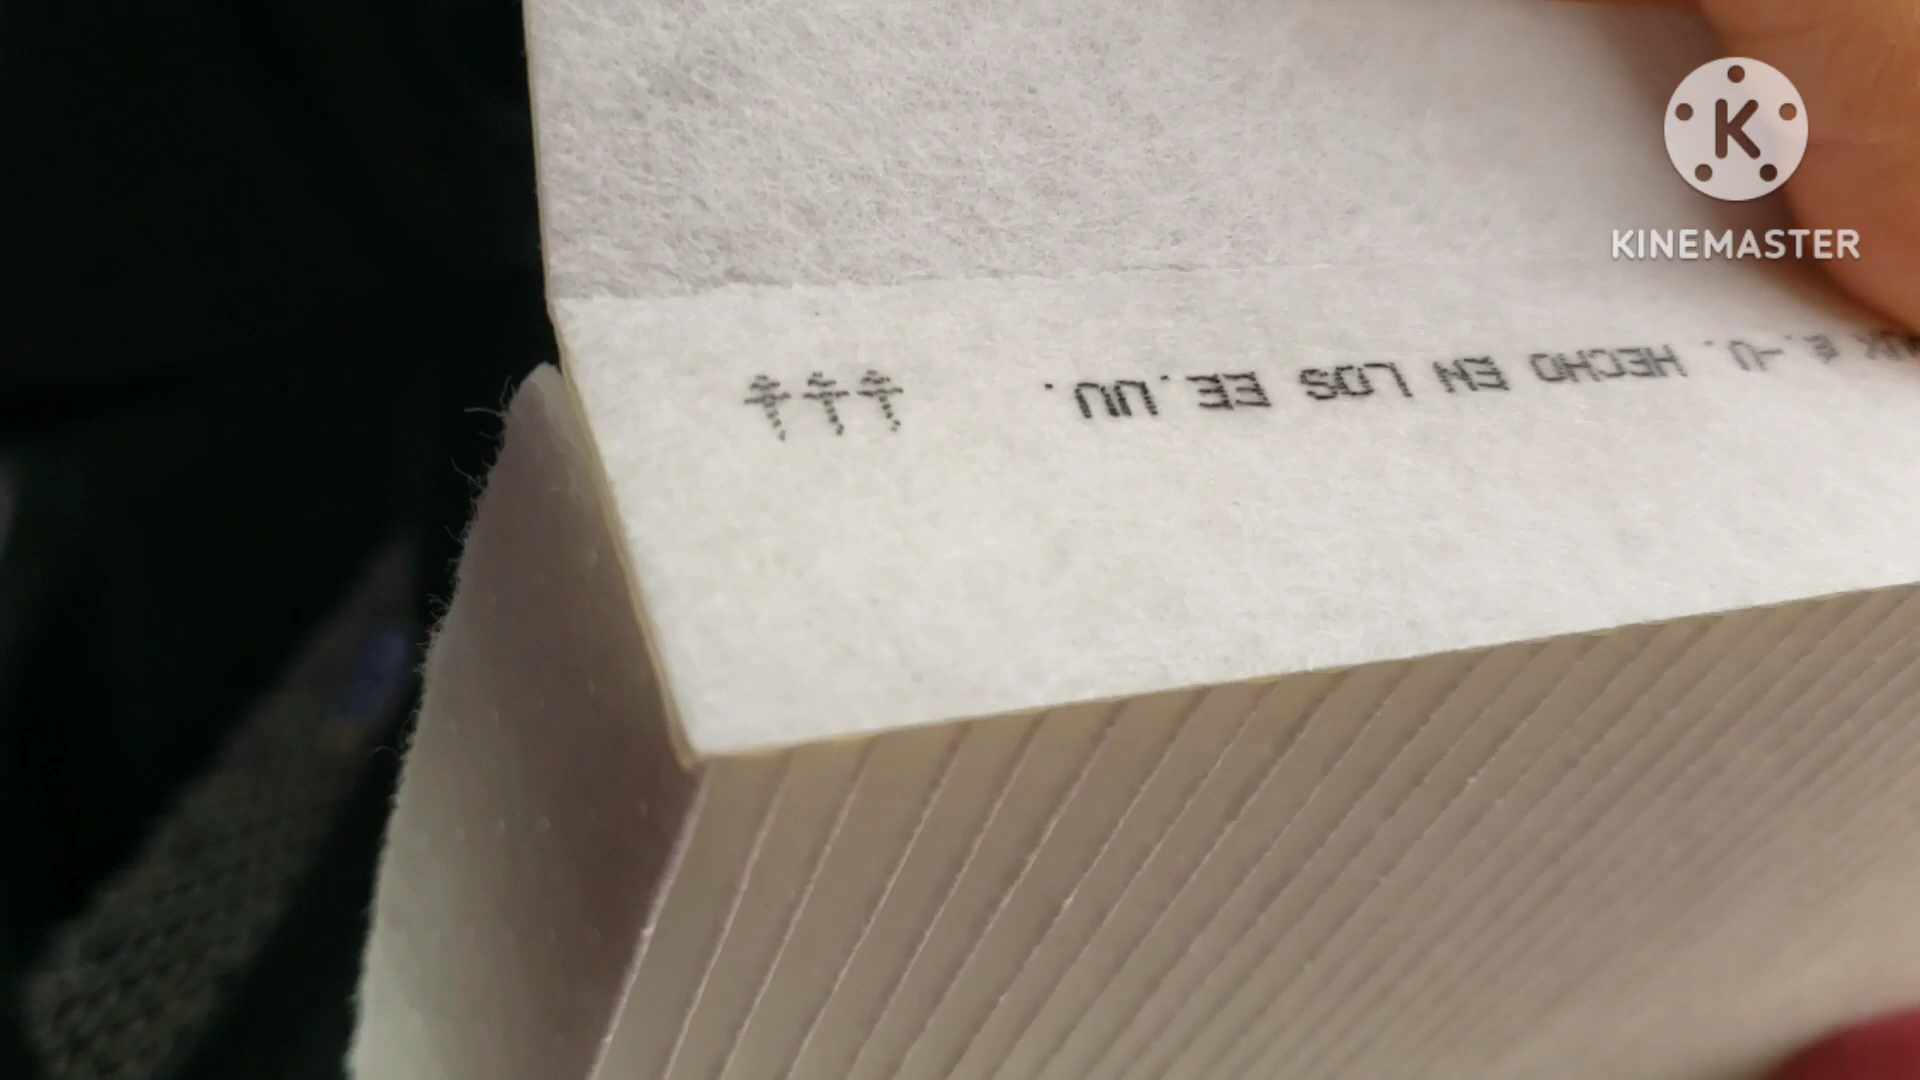 K
KINEMASTER
HECHO EN LOS EE.UU.
↑↑↑